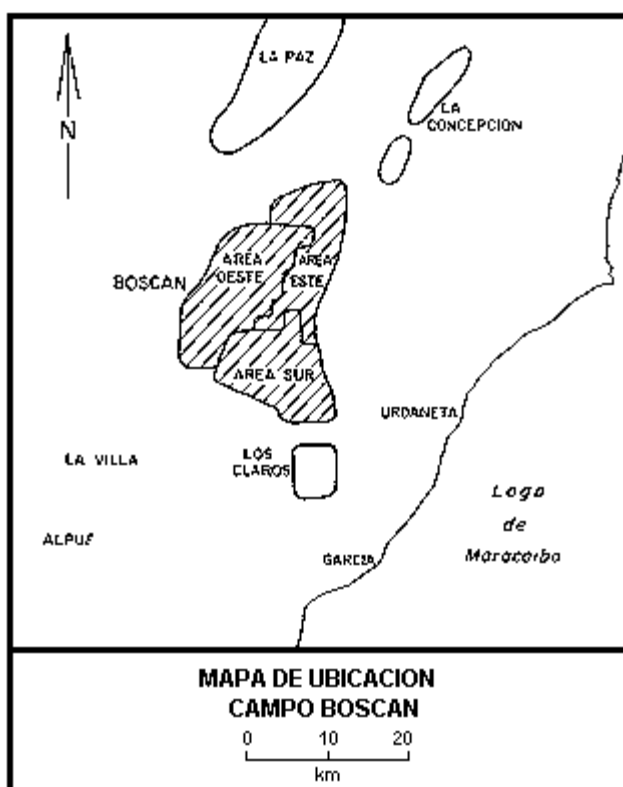 LA PAZ
LA
CONCEPCION
N
BOSCAN
AREA
OESTE
AREA
ESTE
AREA SUR
URDANETA
LA VILLA
LOS
CLAROS
Lago
de
Maracaibo
ALPUF
GARCIA
MAPA DE UBICACION
CAMPO BOSCAN
0 10 20
km